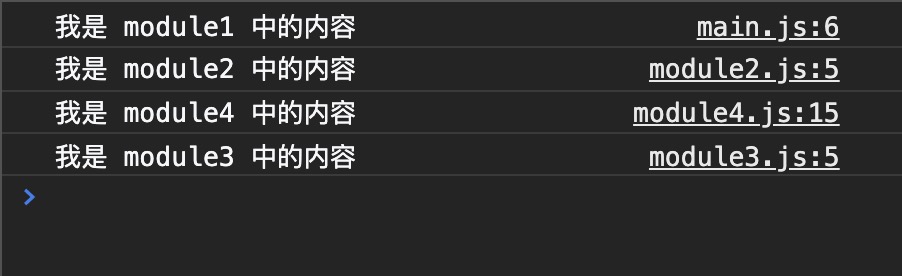 我是 module1 中的内容 main.js:6
我是 module2 中的内容 module2.js:5
我是 module4 中的内容 module4.js:15
我是 module3 中的内容 module3.js:5